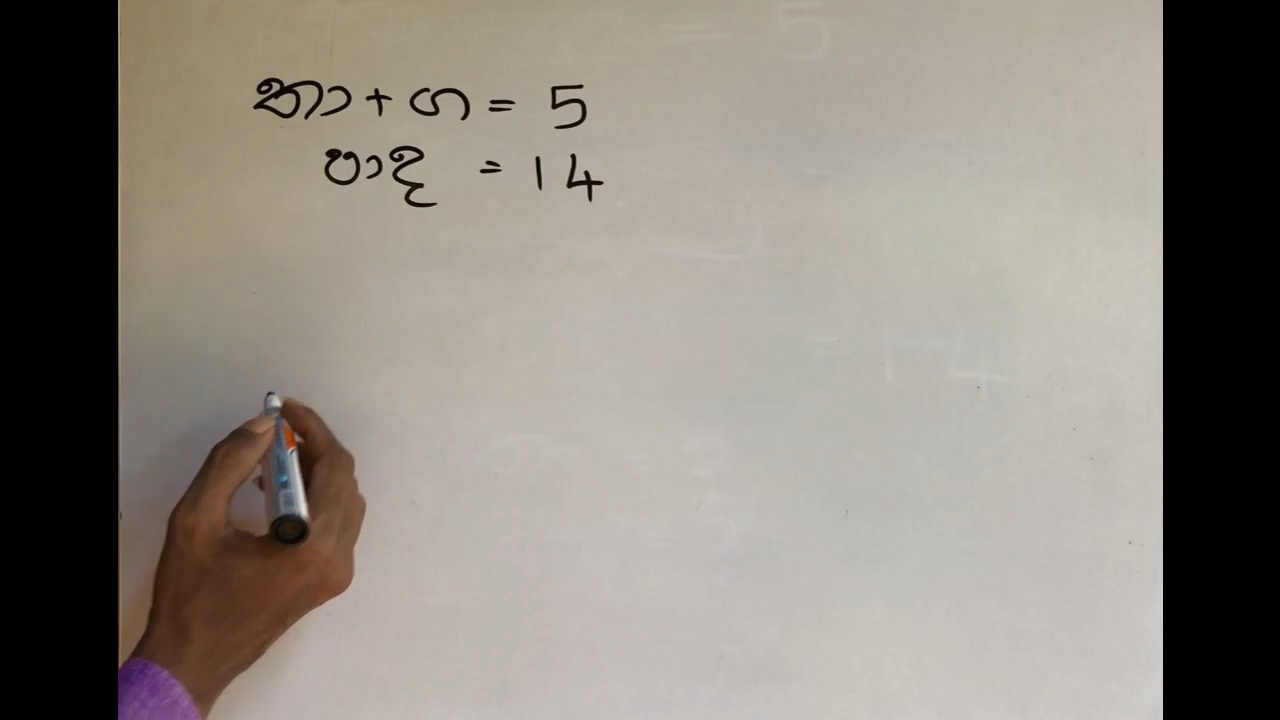 කා + ග = 5
පාද = 14